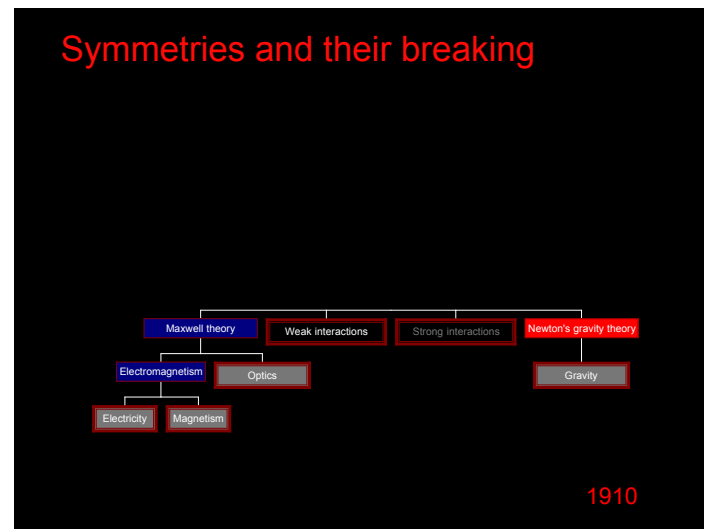 Symmetries and their breaking
Maxwell theory
Weak interactions
Strong interactions
Newton's gravity theory
Electromagnetism
Optics
Gravity
Electricity
Magnetism
1910